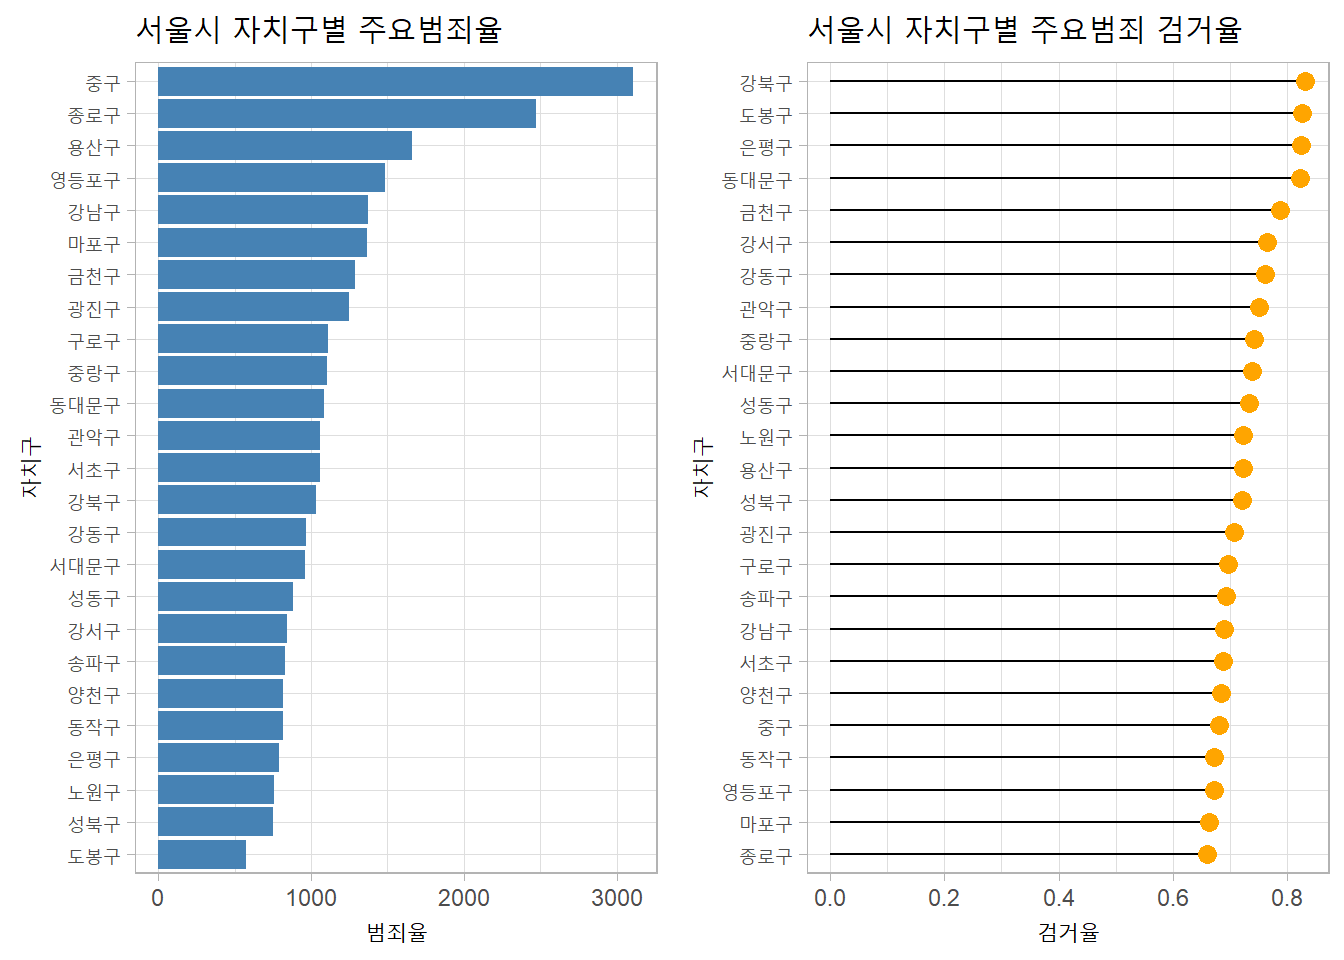 서울시 자치구별 주요범죄율
중구
종로구
용산구
영등포구
강남구
마포구
금천구
광진구
구로구
중랑구
동대문구
관악구
서초구
강북구
강동구
서대문구
성동구
강서구
송파구
양천구
동작구
은평구
노원구
성북구
도봉구
자치구
0 1000 2000 3000
범죄율
서울시 자치구별 주요범죄 검거율
강북구
도봉구
은평구
동대문구
금천구
강서구
강동구
관악구
중랑구
서대문구
성동구
노원구
용산구
성북구
광진구
구로구
송파구
강남구
서초구
양천구
중구
동작구
영등포구
마포구
종로구
자치구
0.0 0.2 0.4 0.6 0.8
검거율